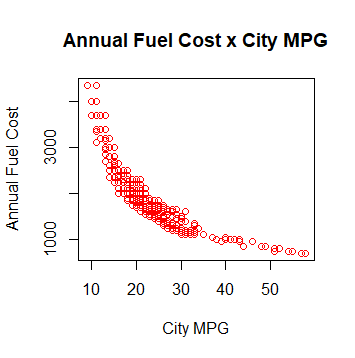 Annual Fuel Cost x City MPG
Annual Fuel Cost
3000
1000
10 20 30 40 50
City MPG